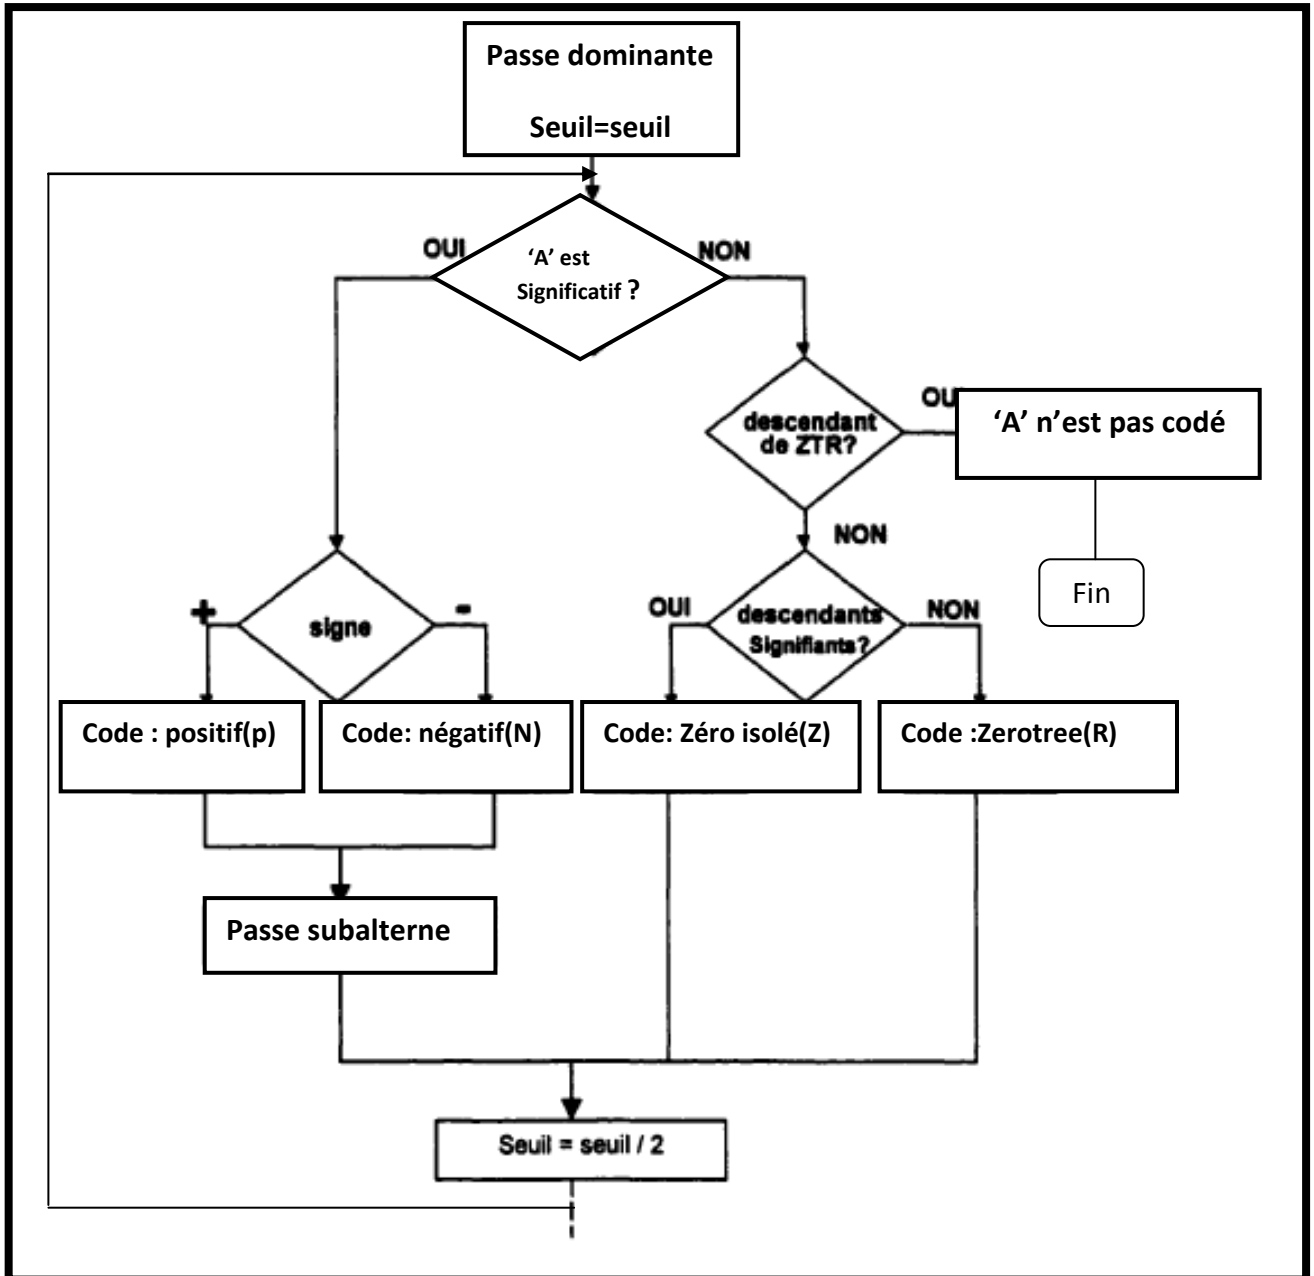 Passe dominante
Seuil=seuil
OUI
NON
‘A’ est
Significatif ?
OUI
descendant
de ZTR?
‘A’ n’est pas codé
NON
Fin
+
signe
-
OUI
descendants
Signifiants?
NON
Code : positif(p)
Code: négatif(N)
Code: Zéro isolé(Z)
Code :Zerotree(R)
Passe subalterne
Seuil = seuil / 2